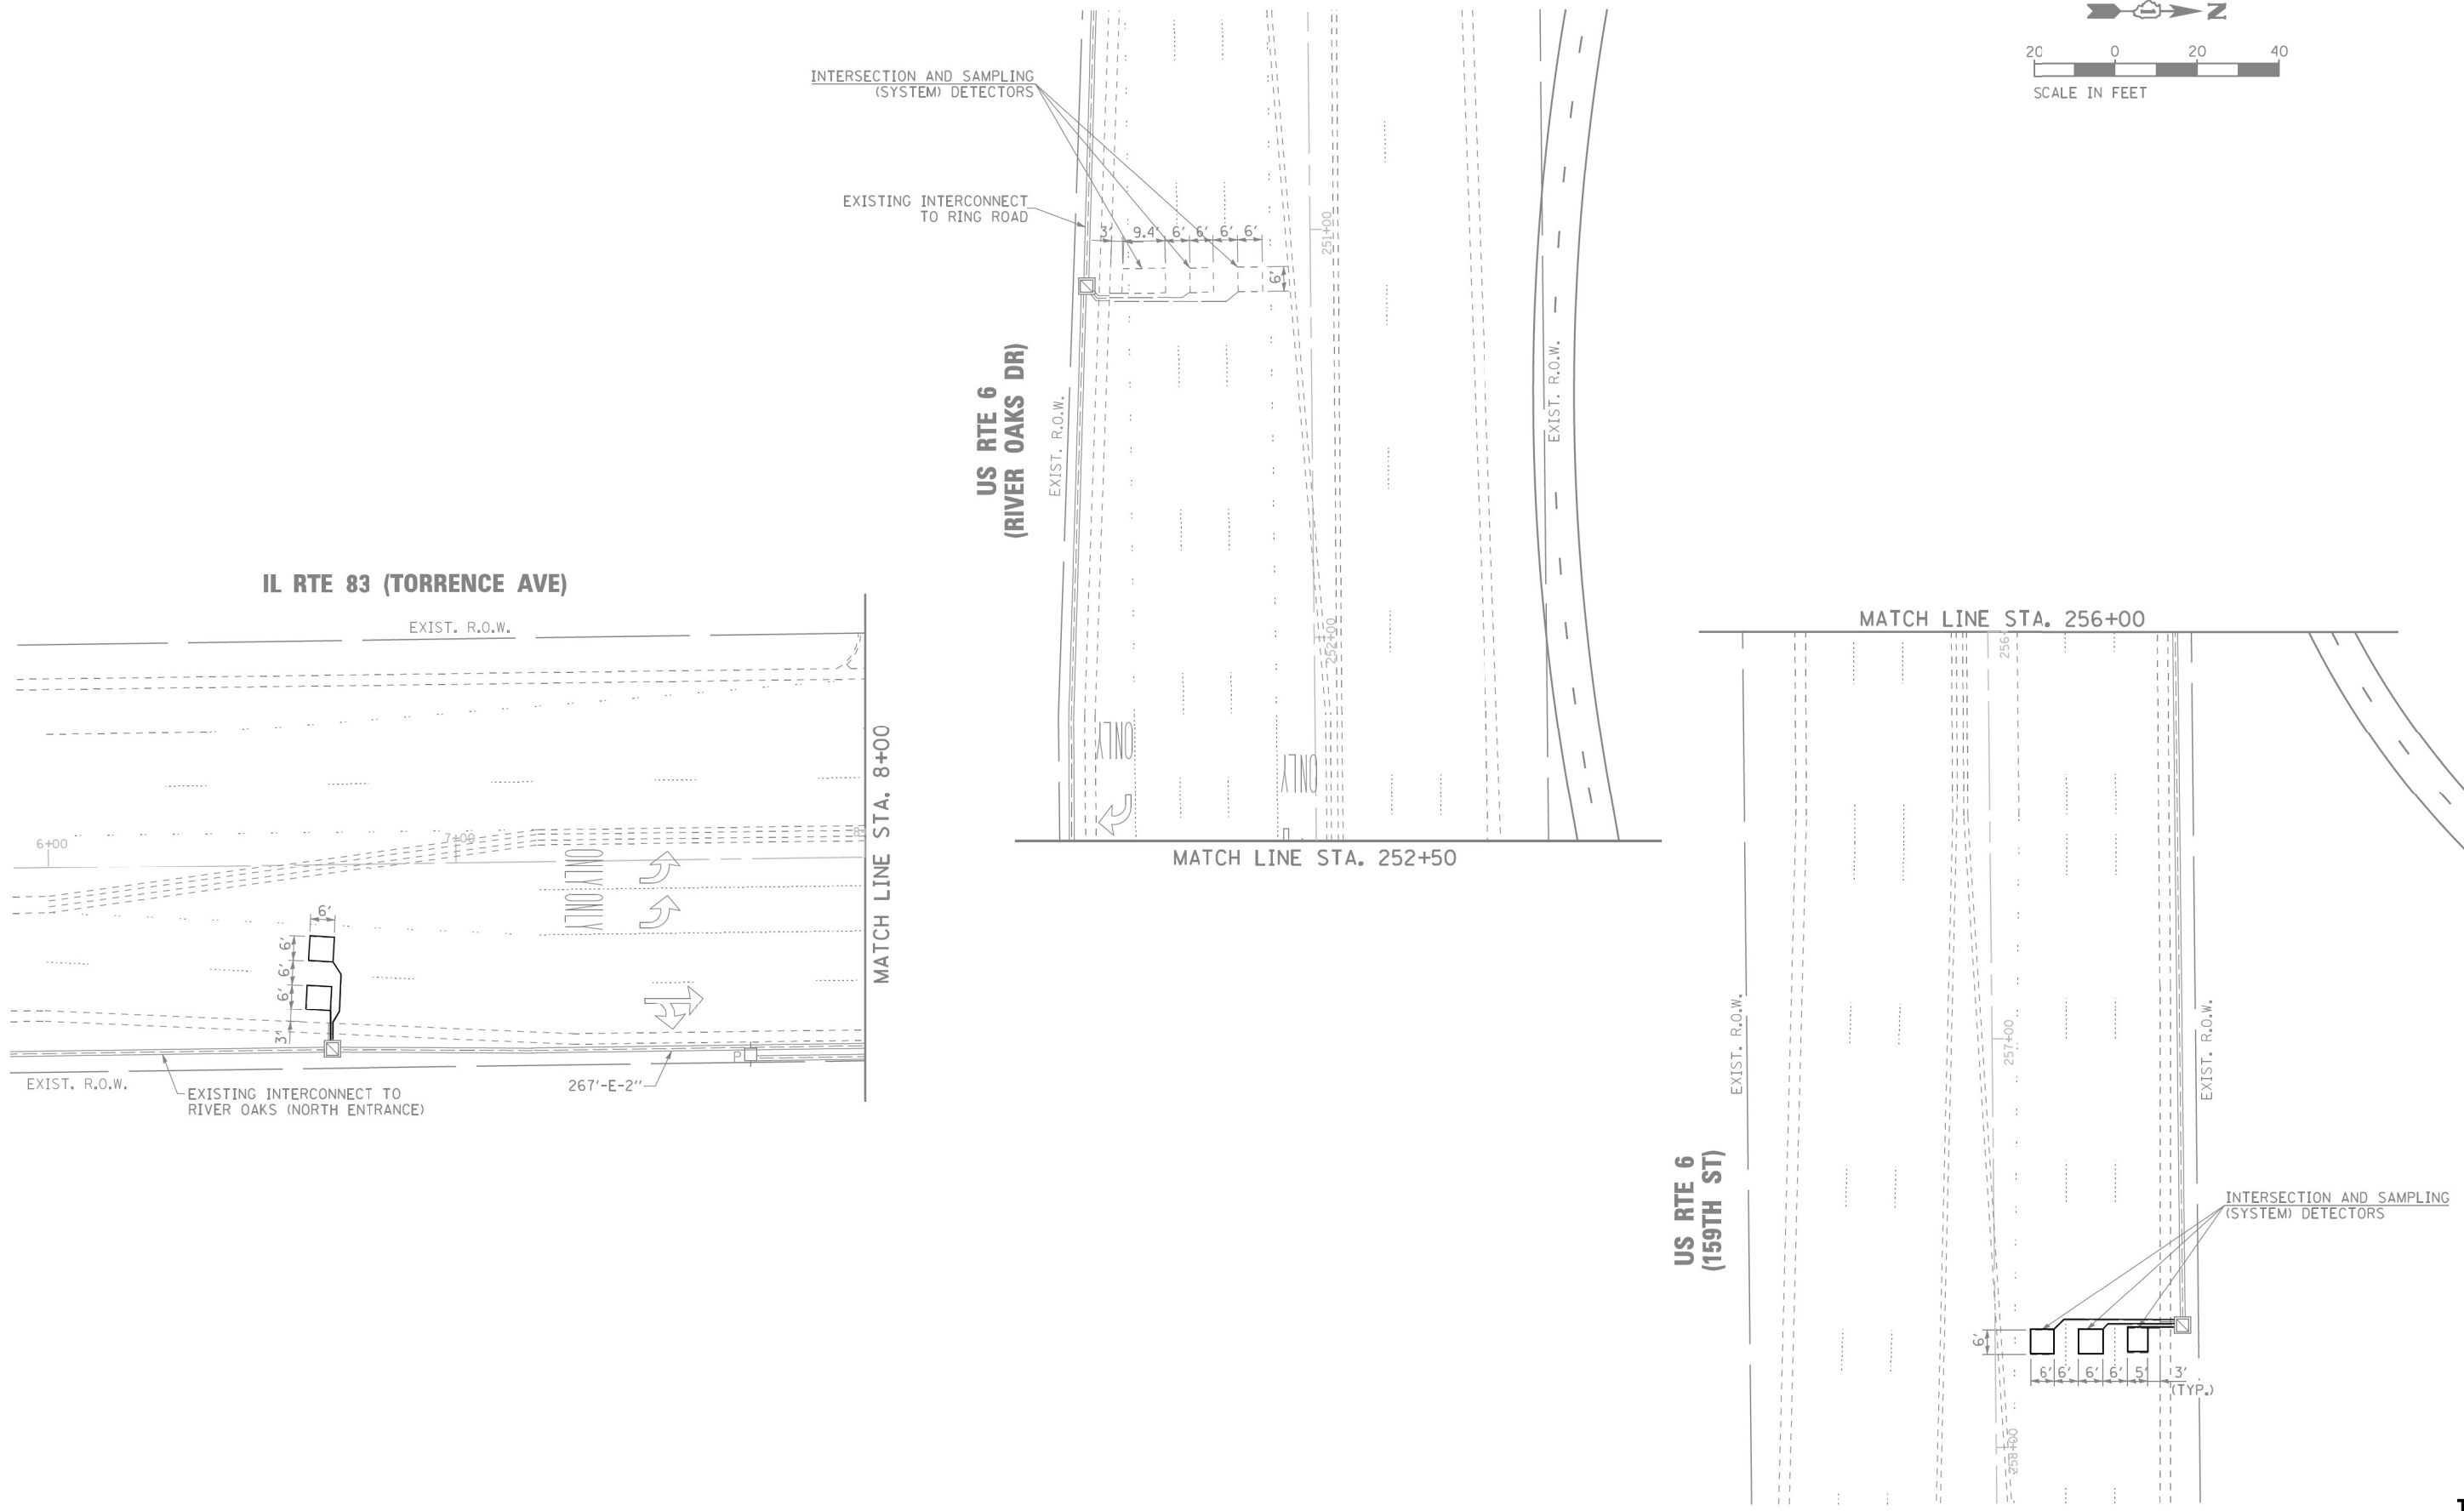 N
20 0 20 40
SCALE IN FEET
INTERSECTION AND SAMPLING
(SYSTEM) DETECTORS
EXISTING INTERCONNECT
TO RING ROAD
3' 9.4' 6' 6' 6' 6'
6'
251+00
252+00
US RTE 6
(RIVER OAKS DR)
EXIST. R.O.W.
EXIST. R.O.W.
ONLY
ONLY
MATCH LINE STA. 252+50
IL RTE 83 (TORRENCE AVE)
EXIST. R.O.W.
6+00
7+00
8
ONLY
ONLY
6'
6'
6'
6'
3'
P
EXIST. R.O.W.
EXISTING INTERCONNECT TO
RIVER OAKS (NORTH ENTRANCE)
267'-E-2"
MATCH LINE STA. 8+00
MATCH LINE STA. 256+00
256
257+00
258+00
EXIST. R.O.W.
EXIST. R.O.W.
US RTE 6
(159TH ST)
INTERSECTION AND SAMPLING
(SYSTEM) DETECTORS
6'
6' 6' 6' 6' 5' 3'
(TYP.)